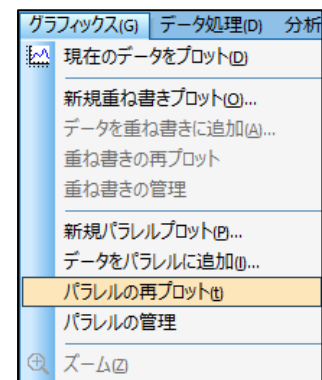 グラフィックス(G) データ処理(D) 分析
現在のデータをプロット(D)
新規重ね書きプロット(O)...
データを重ね書きに追加(A)...
重ね書きの再プロット
重ね書きの管理
新規パラレルプロット(P)...
データをパラレルに追加(I)...
パラレルの再プロット(t)
パラレルの管理
ズーム(Z)